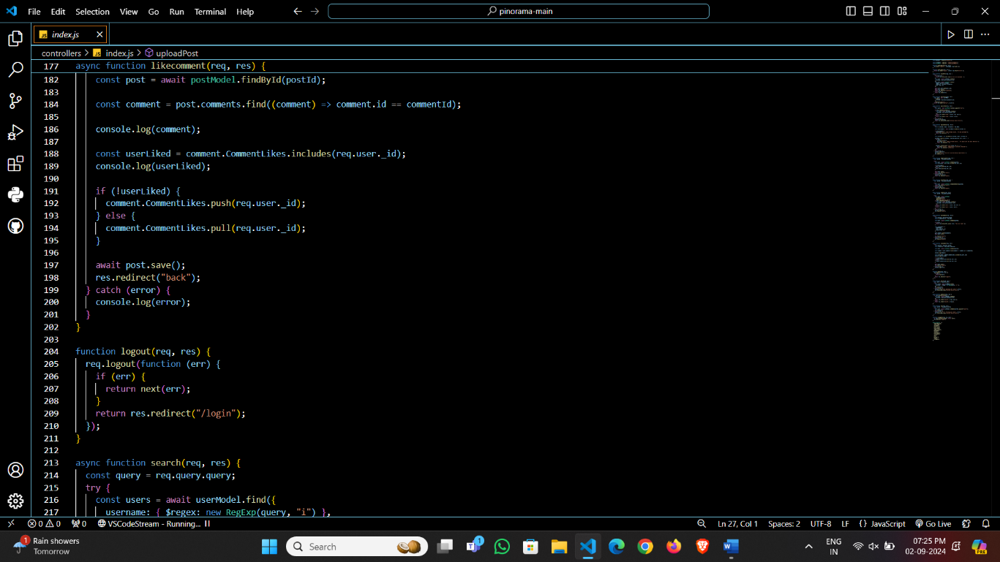 File Edit Selection View Go Run Terminal Help
pinorama-main
JS index.js
controllers > JS index.js > uploadPost
177 async function likecomment(req, res) {
182 const post = await postModel.findById(postId);
183
184 const comment = post.comments.find((comment) => comment.id == commentId);
185
186 console.log(comment);
187
188 const userLiked = comment.CommentLikes.includes(req.user._id);
189 console.log(userLiked);
190
191 if (!userLiked) {
192 comment.CommentLikes.push(req.user._id);
193 } else {
194 comment.CommentLikes.pull(req.user._id);
195 }
196
197 await post.save();
198 res.redirect("back");
199 } catch (error) {
200 console.log(error);
201 }
202 }
203
204 function logout(req, res) {
205 req.logout(function (err) {
206 if (err) {
207 return next(err);
208 }
209 return res.redirect("/login");
210 });
211 }
212
213 async function search(req, res) {
214 const query = req.query.query;
215 try {
216 const users = await userModel.find({
217 username: { $regex: new RegExp(query, "i") },
0 0 0 VSCodeStream - Running... Ln 27, Col 1 Spaces: 2 UTF-8 LF {} JavaScript Go Live
1 Rain showers
Tomorrow
Search
1
ENG
IN
07:25 PM
02-09-2024
PRE